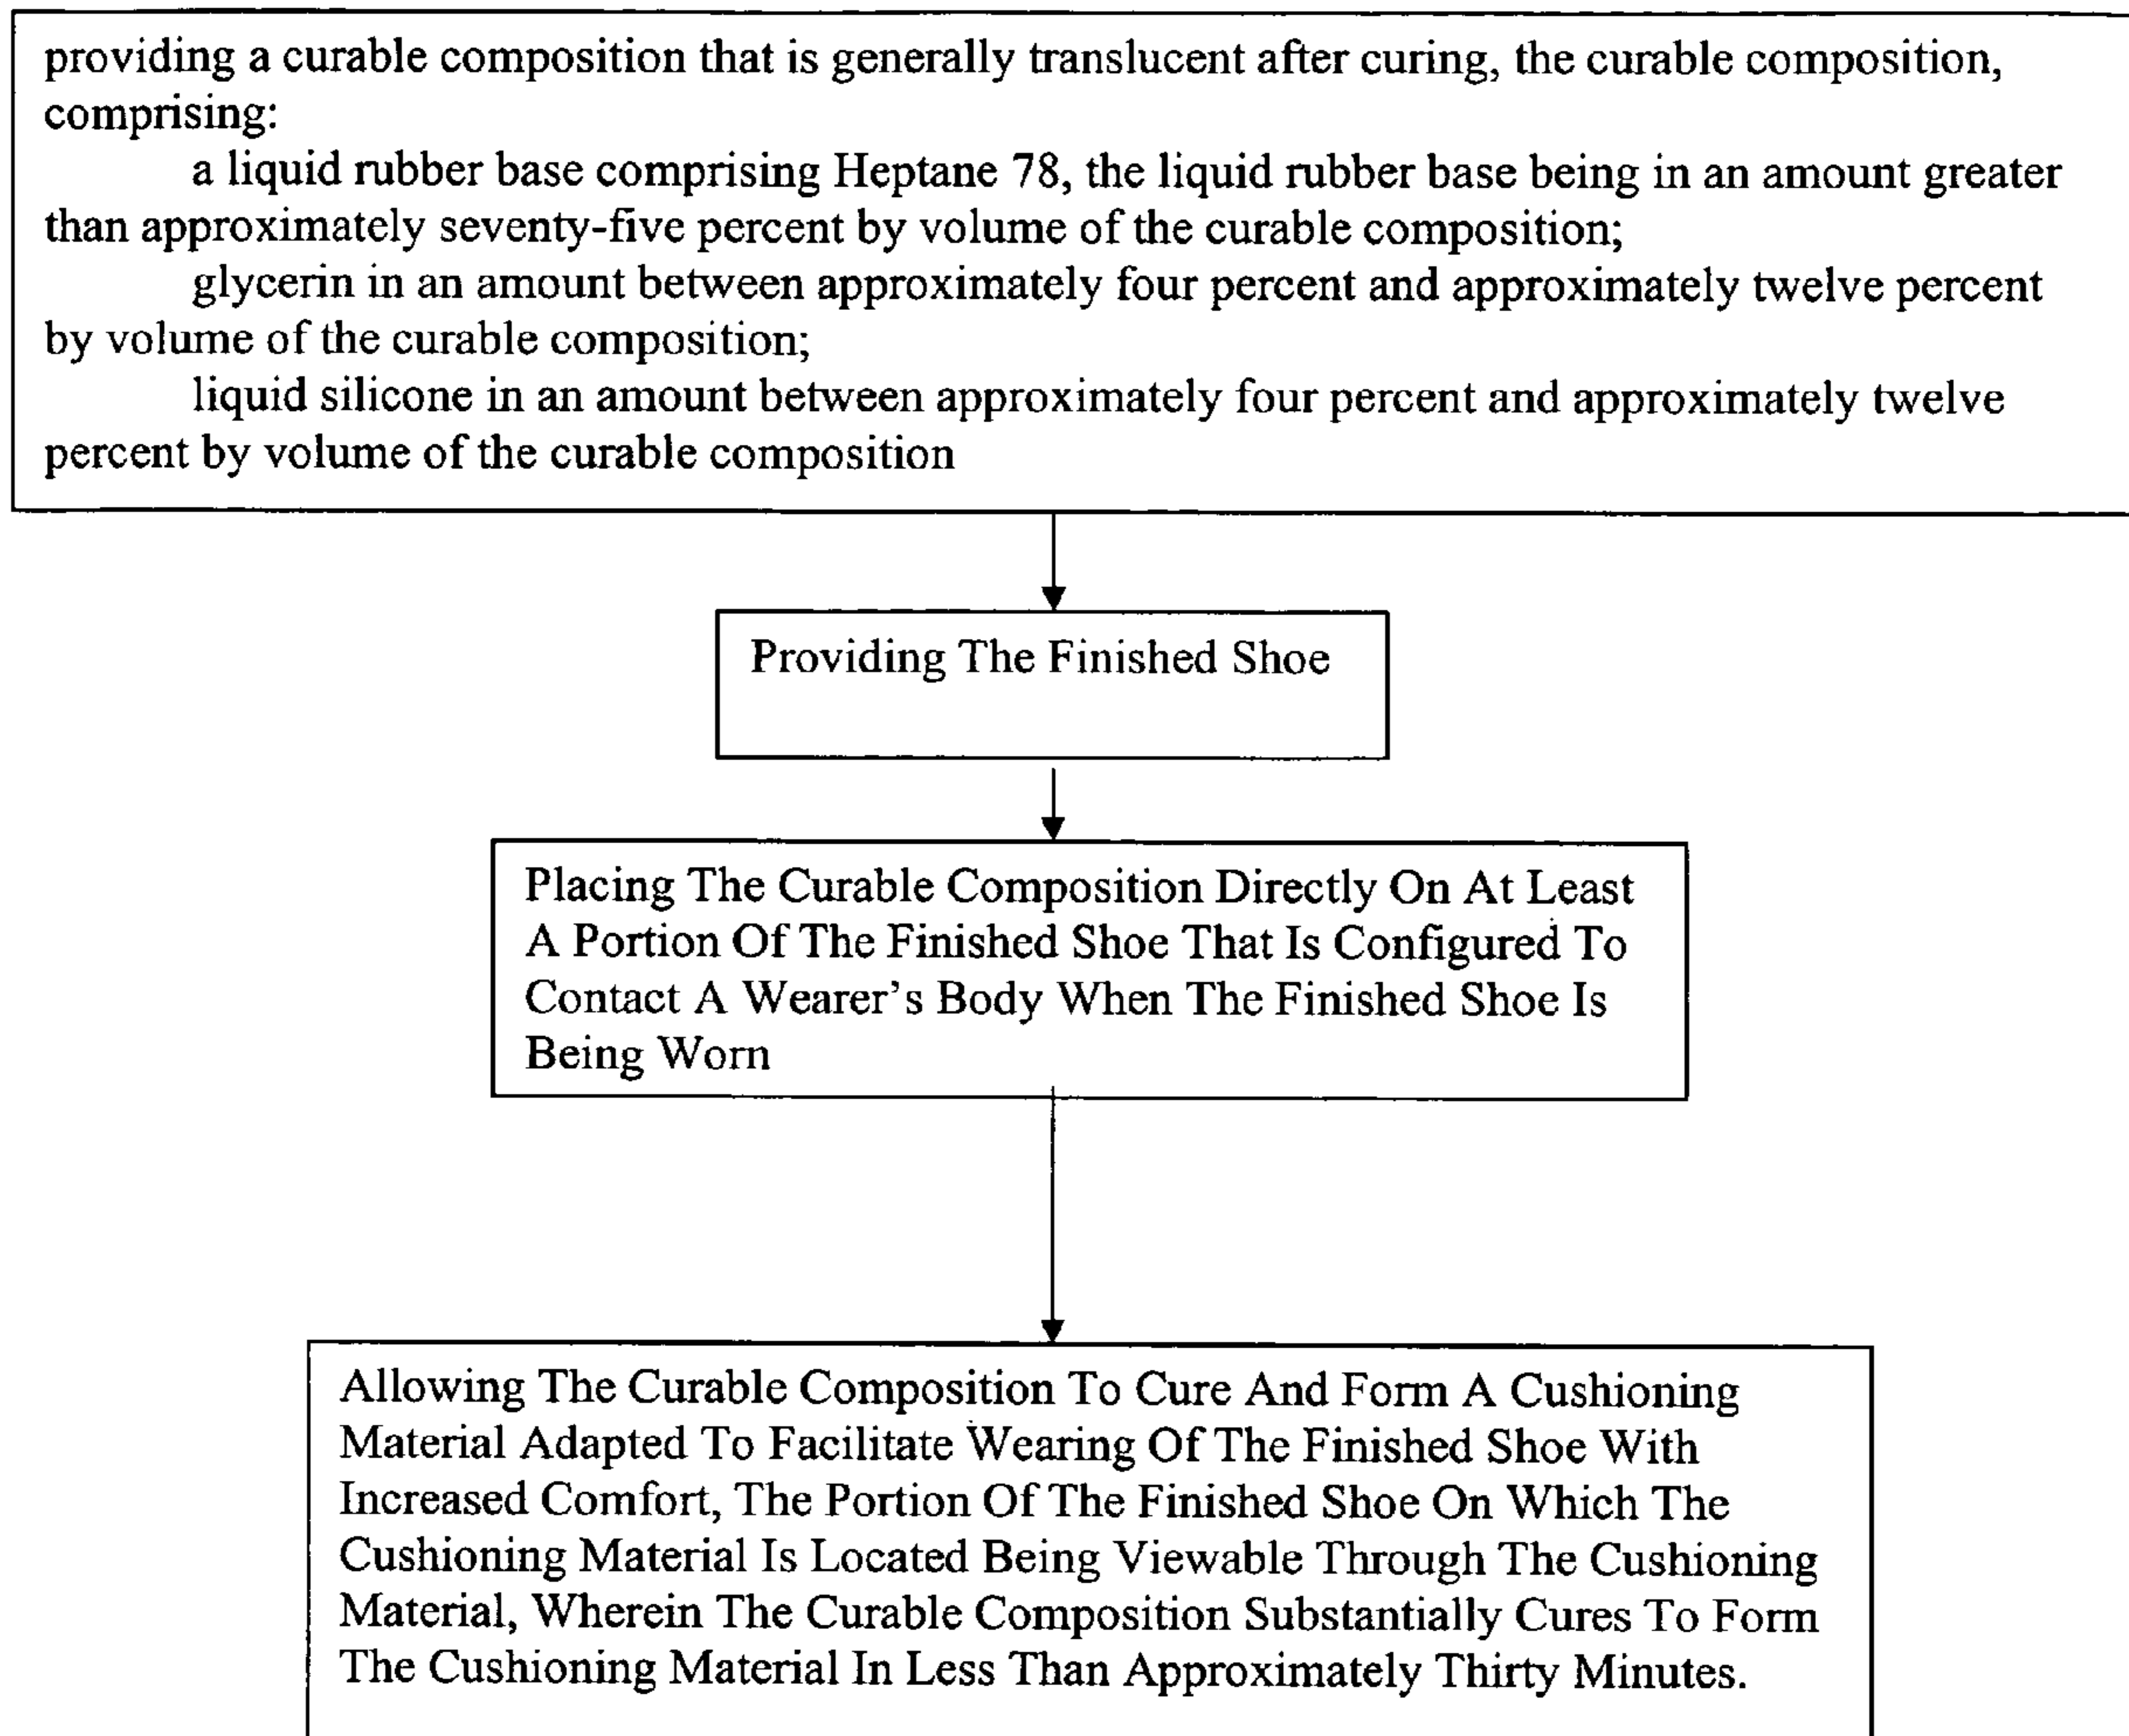 providing a curable composition that is generally translucent after curing, the curable composition,
comprising:
a liquid rubber base comprising Heptane 78, the liquid rubber base being in an amount greater
than approximately seventy-five percent by volume of the curable composition;
glycerin in an amount between approximately four percent and approximately twelve percent
by volume of the curable composition;
liquid silicone in an amount between approximately four percent and approximately twelve
percent by volume of the curable composition
Providing The Finished Shoe
Placing The Curable Composition Directly On At Least
A Portion Of The Finished Shoe That Is Configured To
Contact A Wearer's Body When The Finished Shoe Is
Being Worn
Allowing The Curable Composition To Cure And Form A Cushioning
Material Adapted To Facilitate Wearing Of The Finished Shoe With
Increased Comfort, The Portion Of The Finished Shoe On Which The
Cushioning Material Is Located Being Viewable Through The Cushioning
Material, Wherein The Curable Composition Substantially Cures To Form
The Cushioning Material In Less Than Approximately Thirty Minutes.